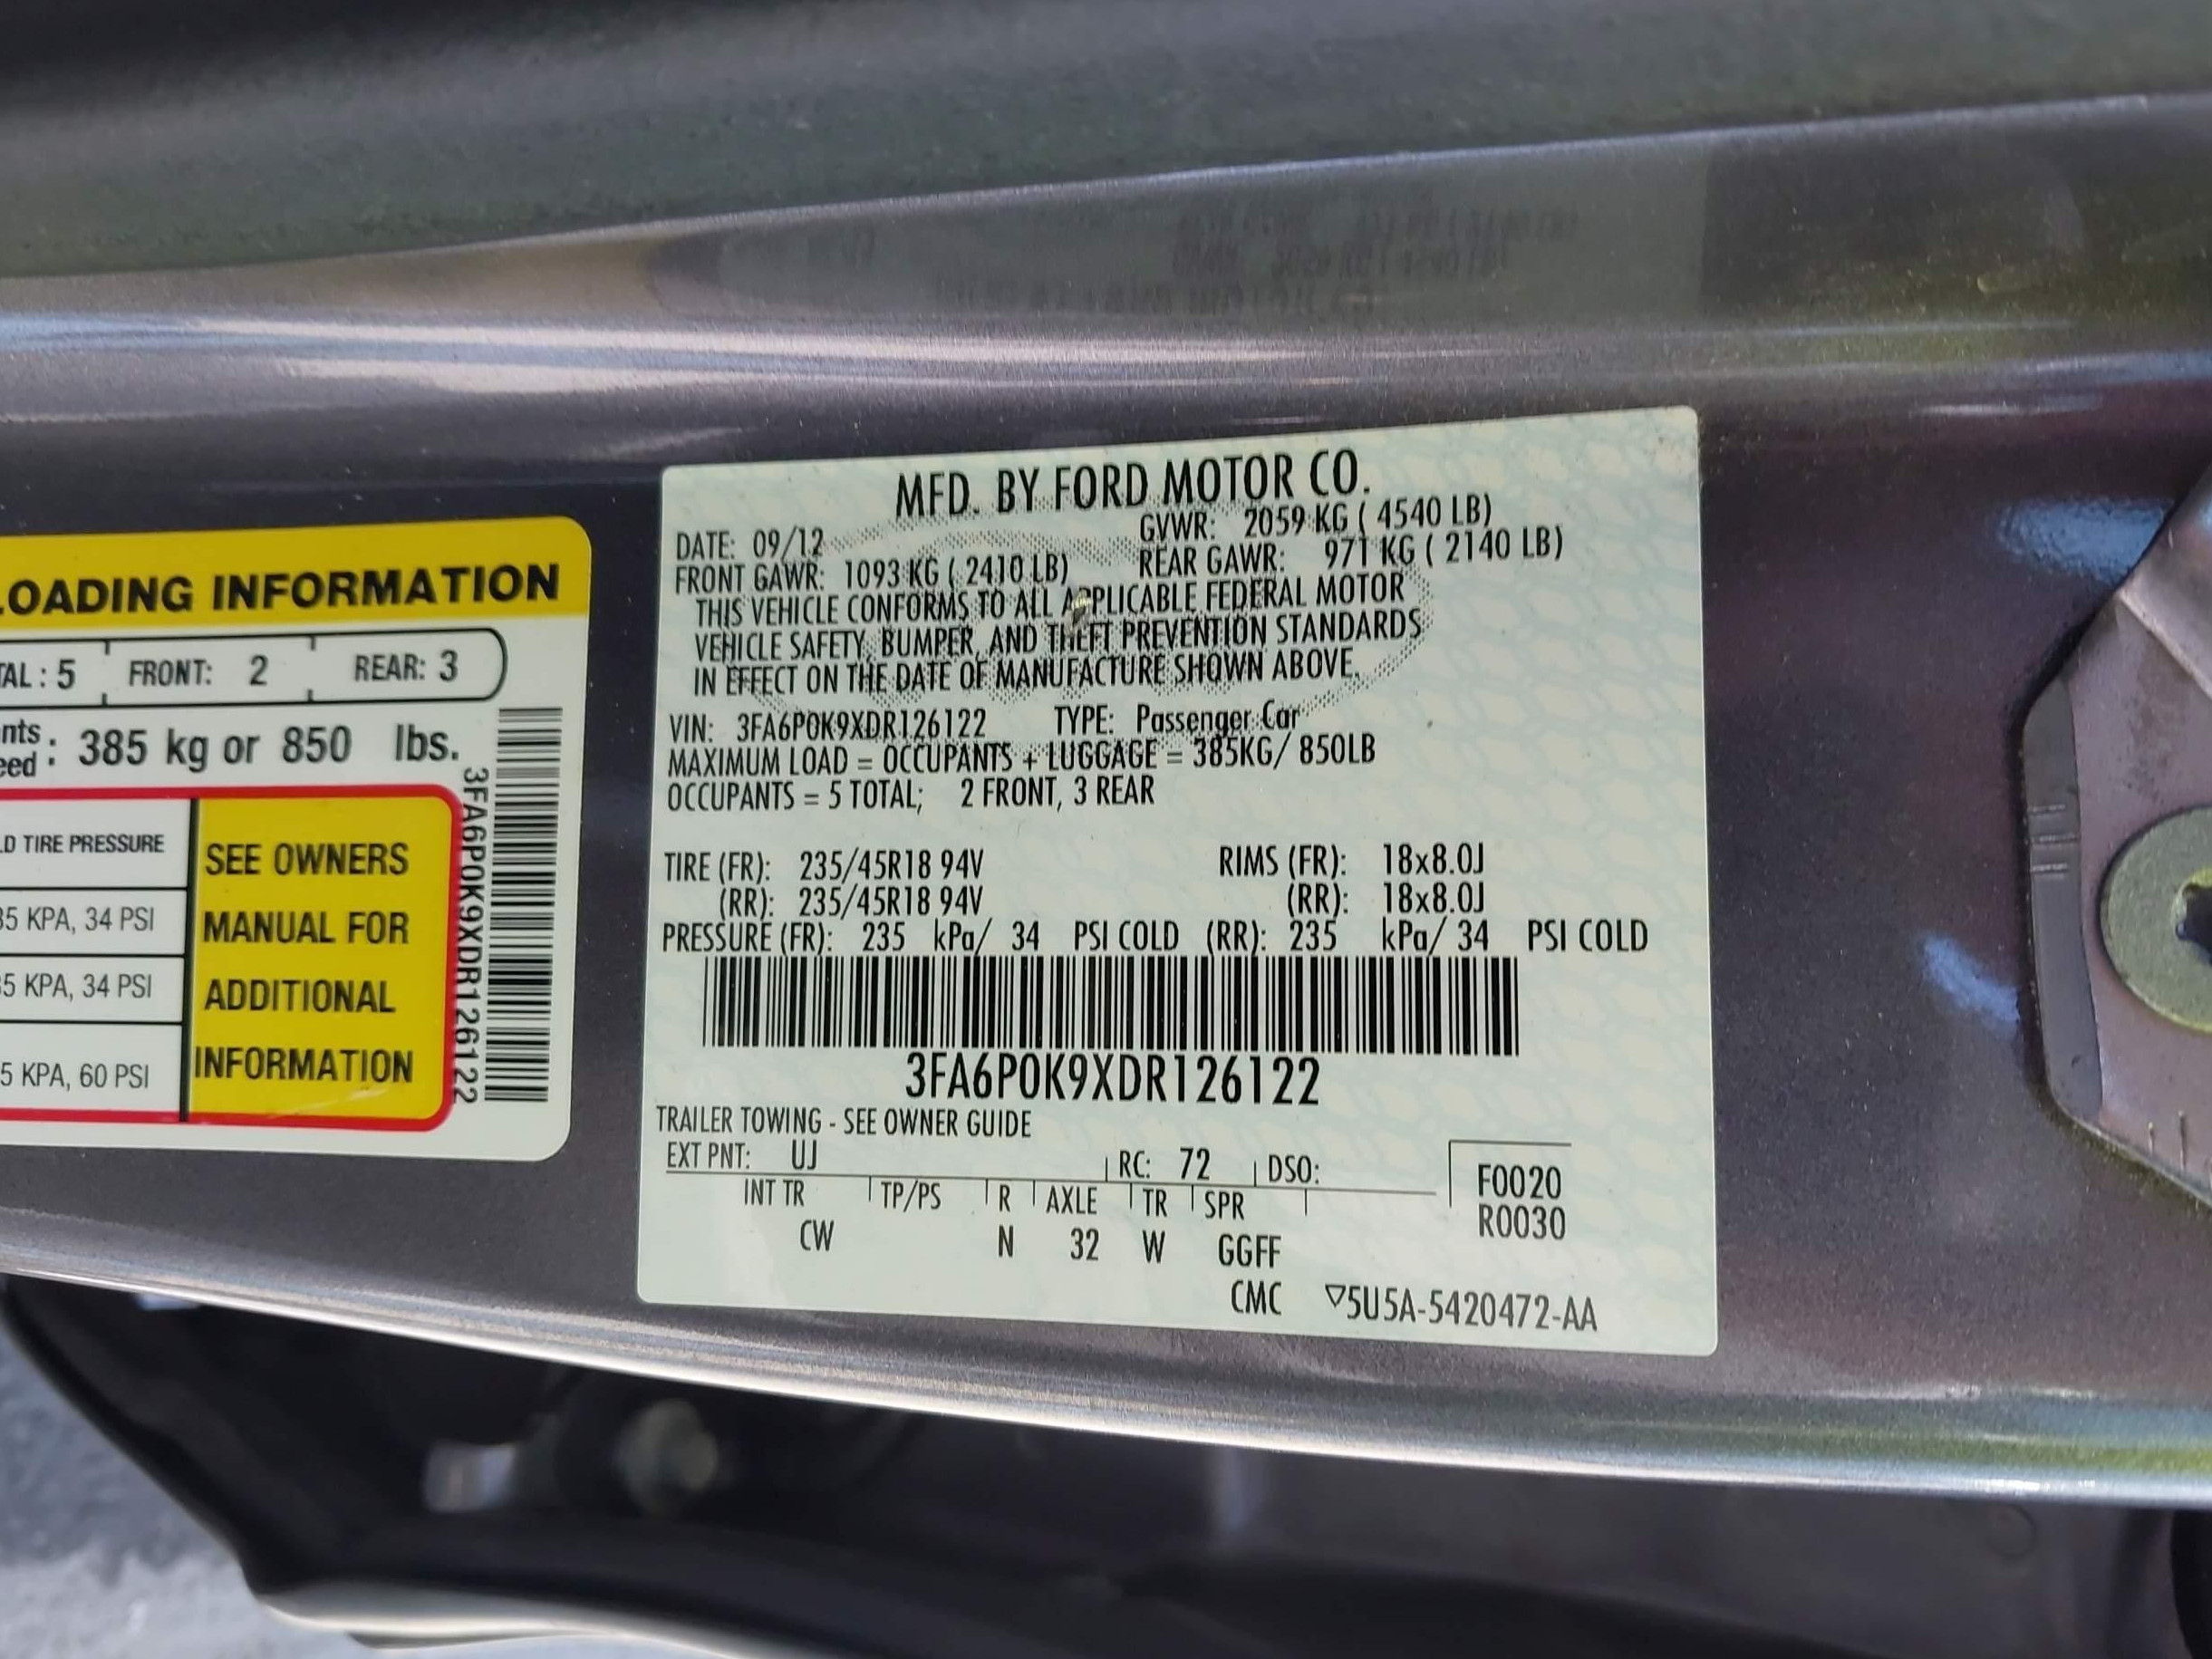 LOADING INFORMATION
TAL : 5 FRONT: 2 REAR: 3
nts
eed : 385 kg or 850 lbs.
D TIRE PRESSURE
35 KPA, 34 PSI
35 KPA, 34 PSI
5 KPA, 60 PSI
SEE OWNERS
MANUAL FOR
ADDITIONAL
INFORMATION
3FA6P0K9XDR126122
MFD. BY FORD MOTOR CO.
DATE: 09/12 GVWR: 2059 KG ( 4540 LB)
FRONT GAWR: 1093 KG ( 2410 LB) REAR GAWR: 971 KG ( 2140 LB)
THIS VEHICLE CONFORMS TO ALL APPLICABLE FEDERAL MOTOR
VEHICLE SAFETY, BUMPER, AND THEFT PREVENTION STANDARDS
IN EFFECT ON THE DATE OF MANUFACTURE SHOWN ABOVE.
VIN: 3FA6P0K9XDR126122 TYPE: Passenger Car
MAXIMUM LOAD = OCCUPANTS + LUGGAGE = 385KG/ 850LB
OCCUPANTS = 5 TOTAL; 2 FRONT, 3 REAR
TIRE (FR): 235/45R18 94V RIMS (FR): 18x8.0J
(RR): 235/45R18 94V (RR): 18x8.0J
PRESSURE (FR): 235 kPa/ 34 PSI COLD (RR): 235 kPa/ 34 PSI COLD
3FA6P0K9XDR126122
TRAILER TOWING - SEE OWNER GUIDE
EXT PNT: UJ RC: 72 DSO:
INT TR TP/PS R AXLE TR SPR
CW N 32 W GGFF
F0020
R0030
CMC ▽5U5A-5420472-AA